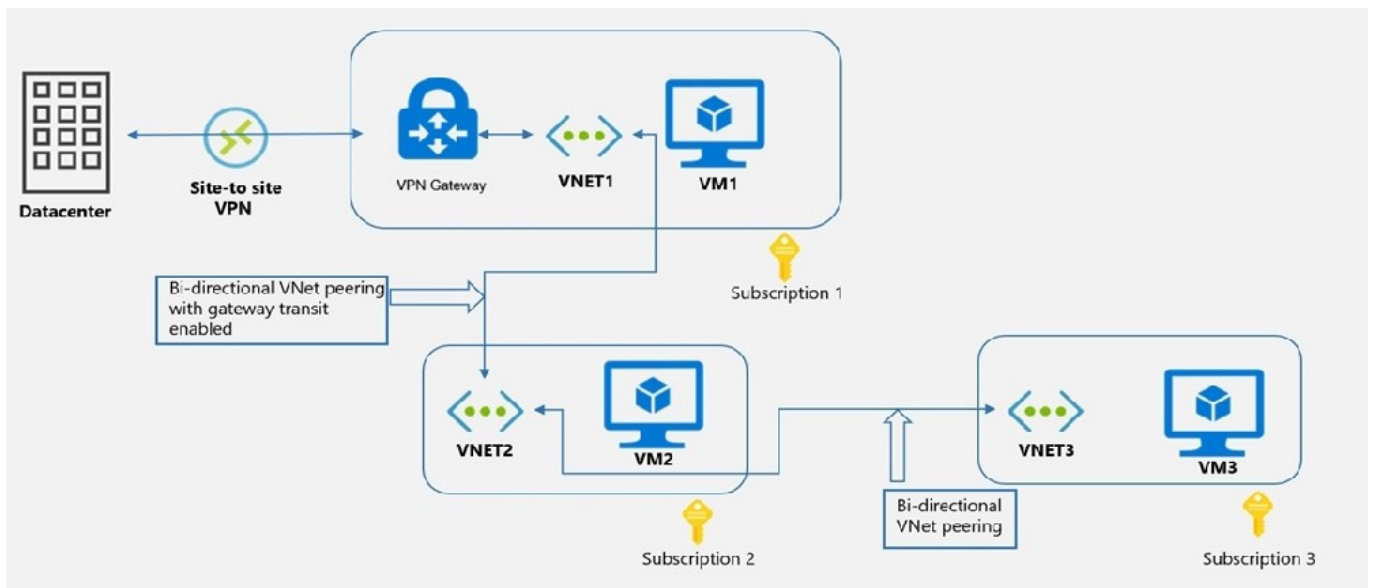 Datacenter
Site-to site
VPN
VPN Gateway
VNET1
VM1
Subscription 1
Bi-directional VNet peering
with gateway transit
enabled
VNET2
VM2
Subscription 2
Bi-directional
VNet peering
VNET3
VM3
Subscription 3